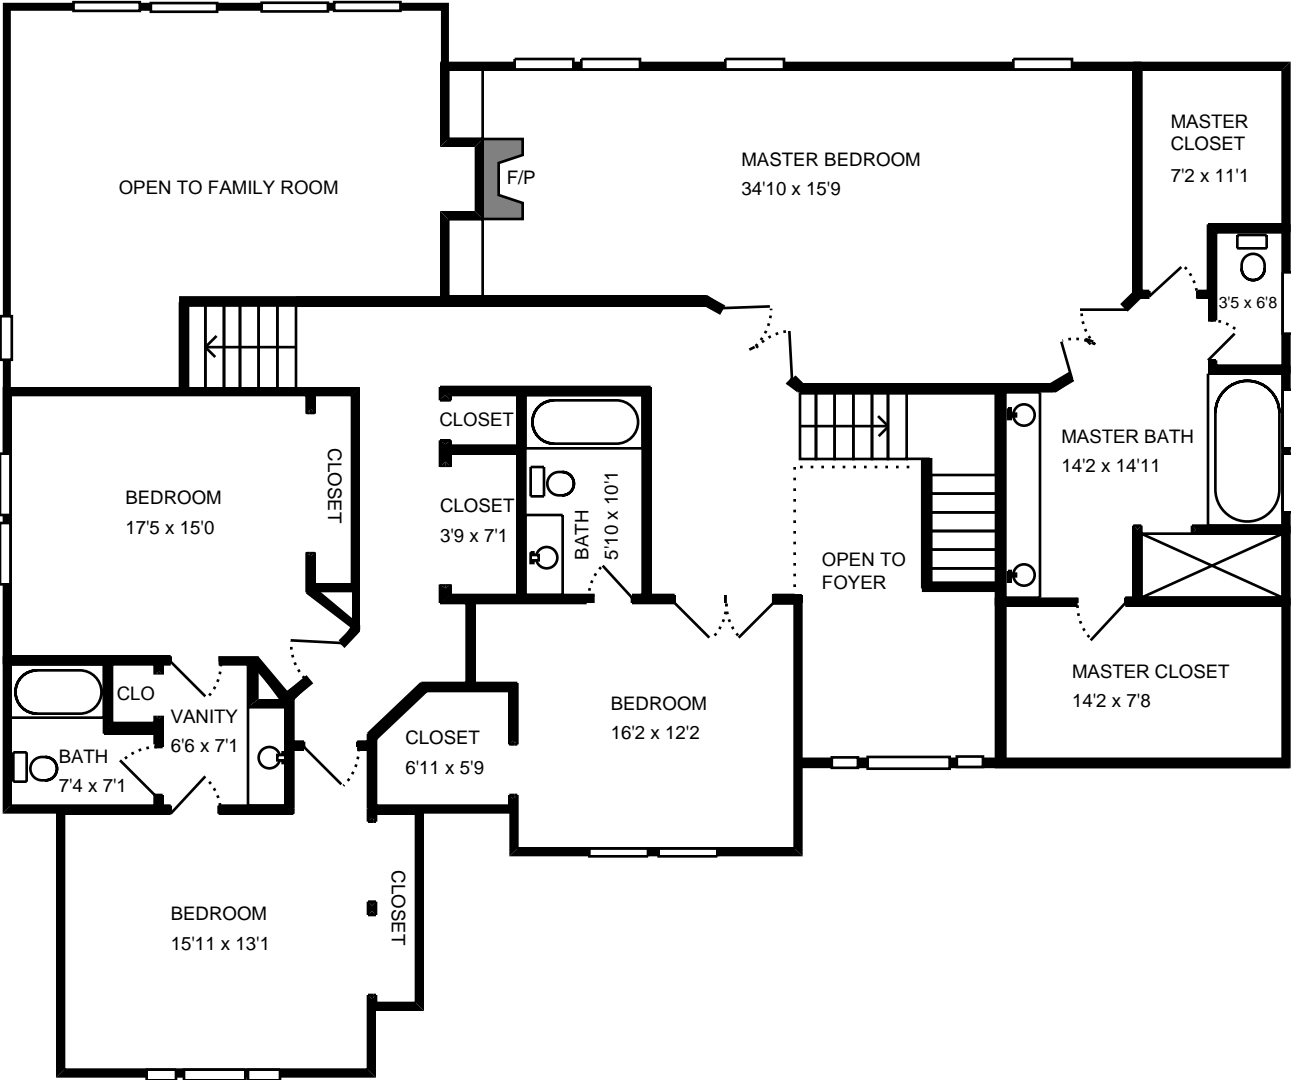 OPEN TO FAMILY ROOM
F/P
MASTER BEDROOM
34'10 x 15'9
MASTER
CLOSET
7'2 x 11'1
3'5 x 6'8
CLOSET
CLOSET
3'9 x 7'1
BATH
5'10 x 10'1
MASTER BATH
14'2 x 14'11
BEDROOM
17'5 x 15'0
CLOSET
OPEN TO
FOYER
MASTER CLOSET
14'2 x 7'8
CLO
VANITY
6'6 x 7'1
BATH
7'4 x 7'1
CLOSET
6'11 x 5'9
BEDROOM
16'2 x 12'2
BEDROOM
15'11 x 13'1
CLOSET